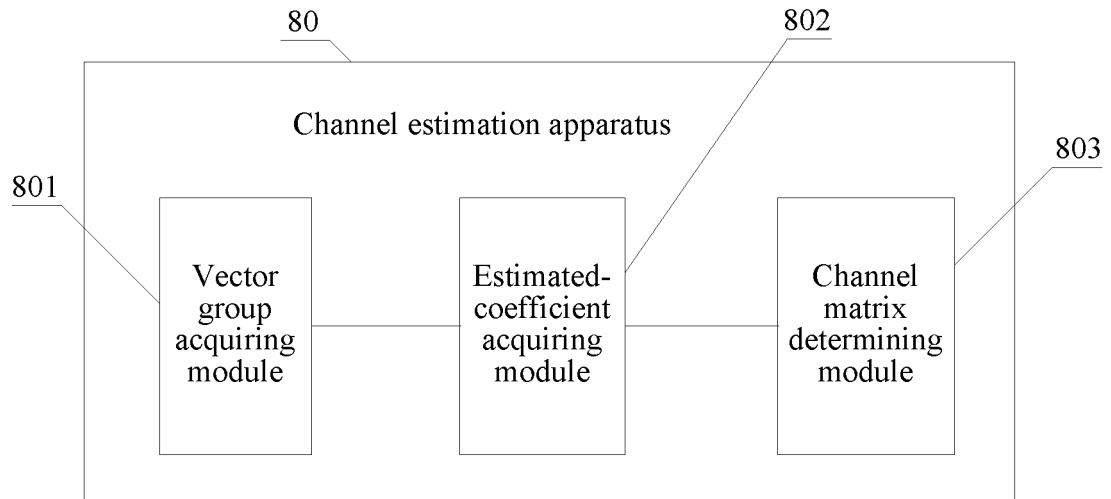 80
802
Channel estimation apparatus
803
801
Vector
group
acquiring
module
Estimated-
coefficient
acquiring
module
Channel
matrix
determining
module